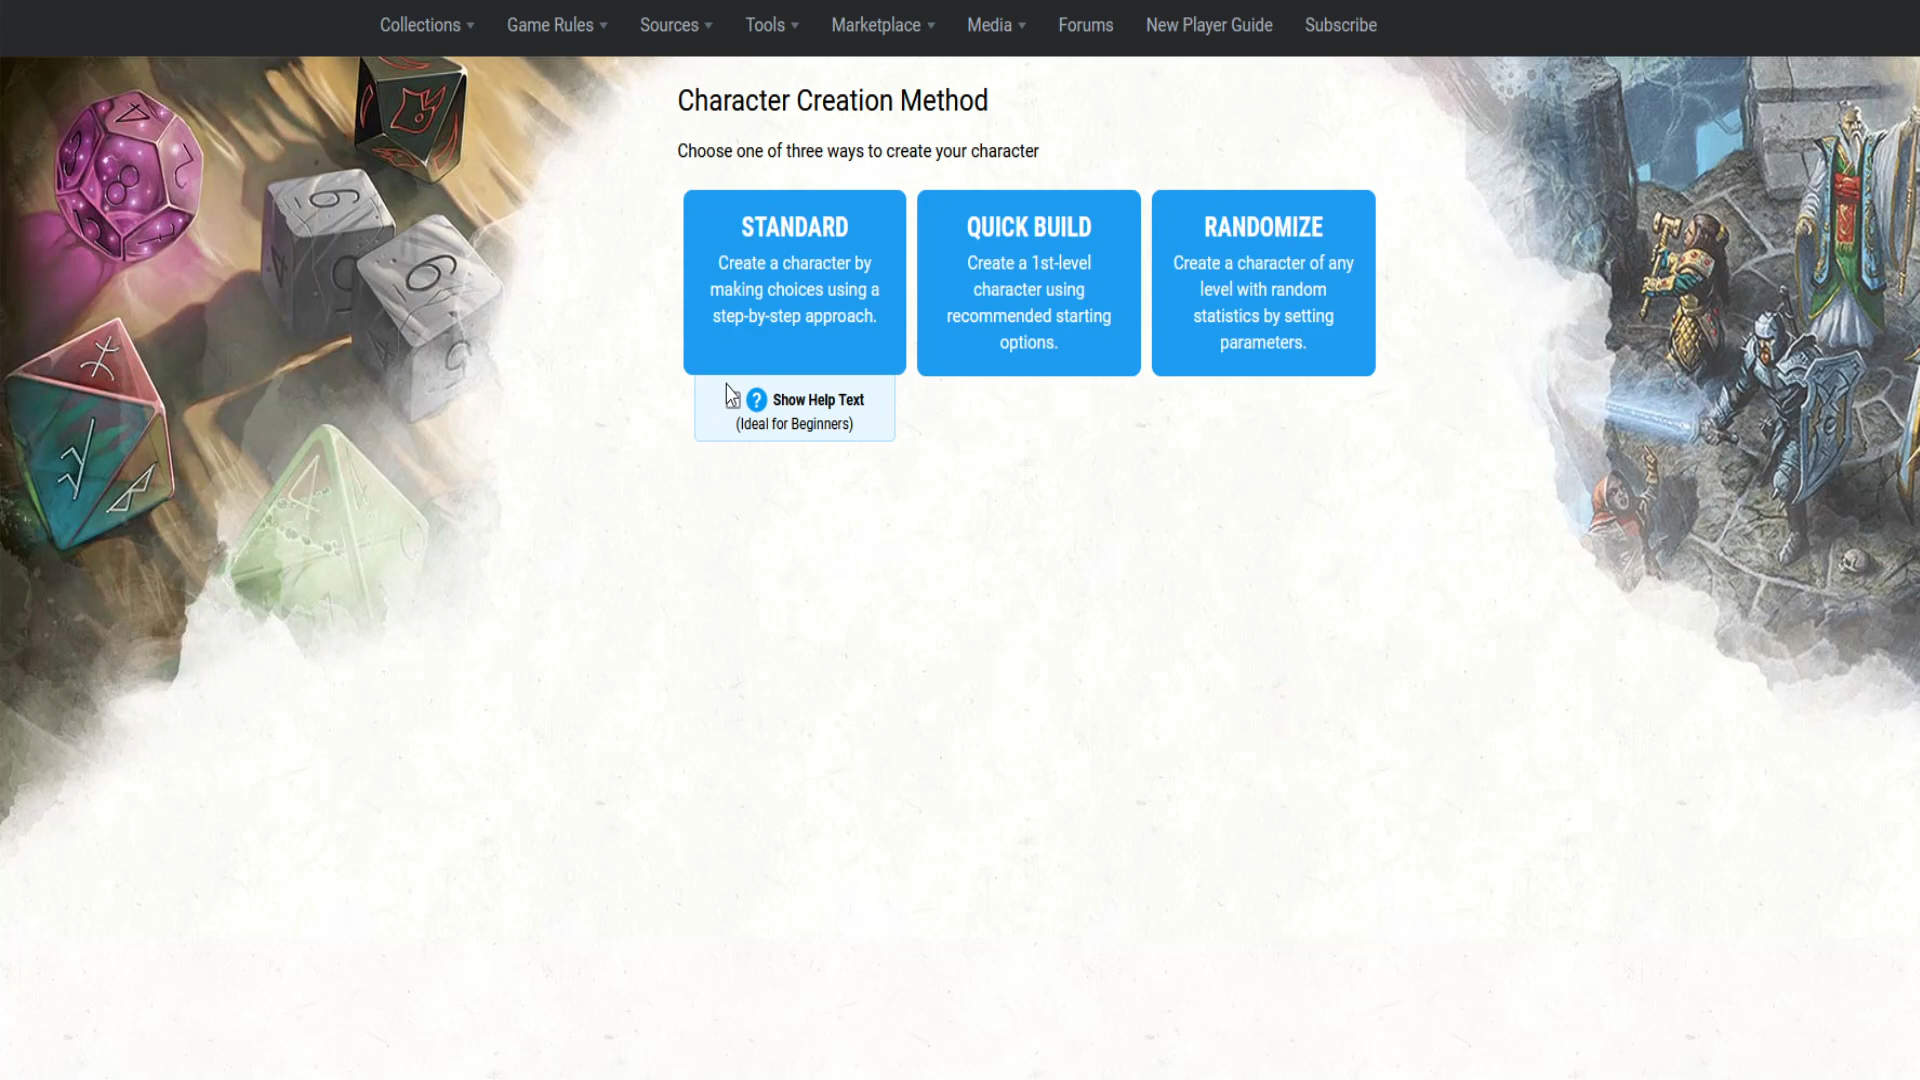 Collections Game Rules Sources Tools Marketplace Media Forums New Player Guide Subscribe
Character Creation Method
Choose one of three ways to create your character
STANDARD
Create a character by
making choices using a
step-by-step approach.
QUICK BUILD
Create a 1st-level
character using
recommended starting
options.
RANDOMIZE
Create a character of any
level with random
statistics by setting
parameters.
? Show Help Text
(Ideal for Beginners)